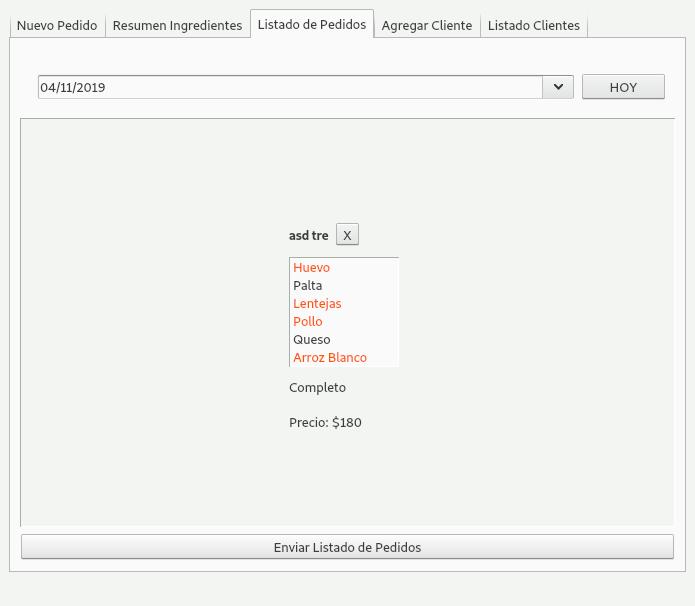 Nuevo Pedido Resumen Ingredientes Listado de Pedidos Agregar Cliente Listado Clientes
04/11/2019 HOY
asd tre X
Huevo
Palta
Lentejas
Pollo
Queso
Arroz Blanco
Completo
Precio: $180
Enviar Listado de Pedidos